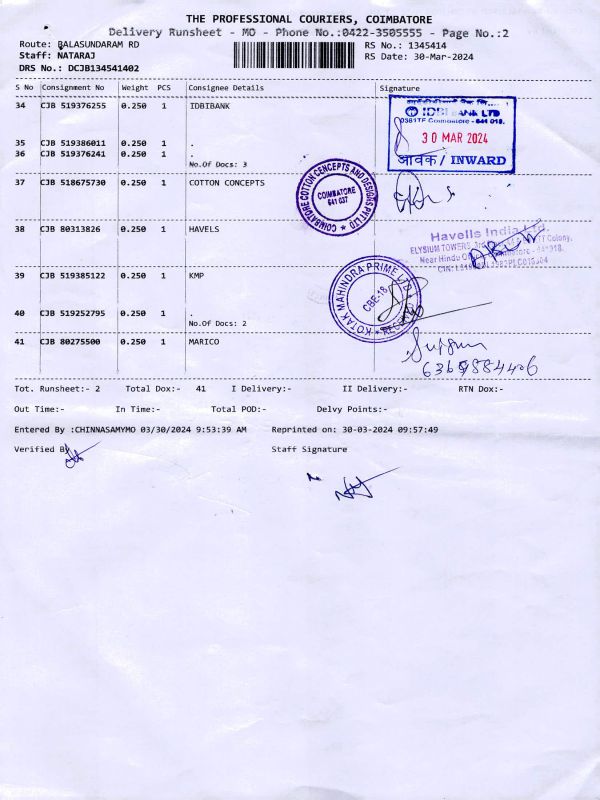 THE PROFESSIONAL COURIERS, COIMBATORE
Delivery Runsheet - MO - Phone No.:0422-3505555 - Page No.:2
Route: BALASUNDARAM RD
RS No.: 1345414
Staff: NATARAJ
RS Date: 30-Mar-2024
DRS No.: DCJB134541402
S No Consignment No Weight PCS Consignee Details Signature
34 CJB 519376255 0.250 1 IDBIBANK
IDBI BANK LTD
Coimbatore - 641 018.
30 MAR 2024
आवक / INWARD
35 CJB 519386011 0.250 1 .
36 CJB 519376241 0.250 1 .
No.Of Docs: 3
37 CJB 518675730 0.250 1 COTTON CONCEPTS
COIMBATORE COTTON CENCEPTS AND DESIGNS PVT LTD
COIMBATORE
641 037
38 CJB 80313826 0.250 1 HAVELS
Havells India Ltd.
ELYSIUM TOWERS, Colony,
Near Hindu
39 CJB 519385122 0.250 1 KMP
KOTAK MAHINDRA PRIME LTD
CBE-18
40 CJB 519252795 0.250 1 .
No.Of Docs: 2
41 CJB 80275500 0.250 1 MARICO
Tot. Runsheet:- 2 Total Dox:- 41 I Delivery:- II Delivery:- RTN Dox:-
Out Time:- In Time:- Total POD:- Delvy Points:-
Entered By :CHINNASAMYMO 03/30/2024 9:53:39 AM Reprinted on: 30-03-2024 09:57:49
Verified By Staff Signature